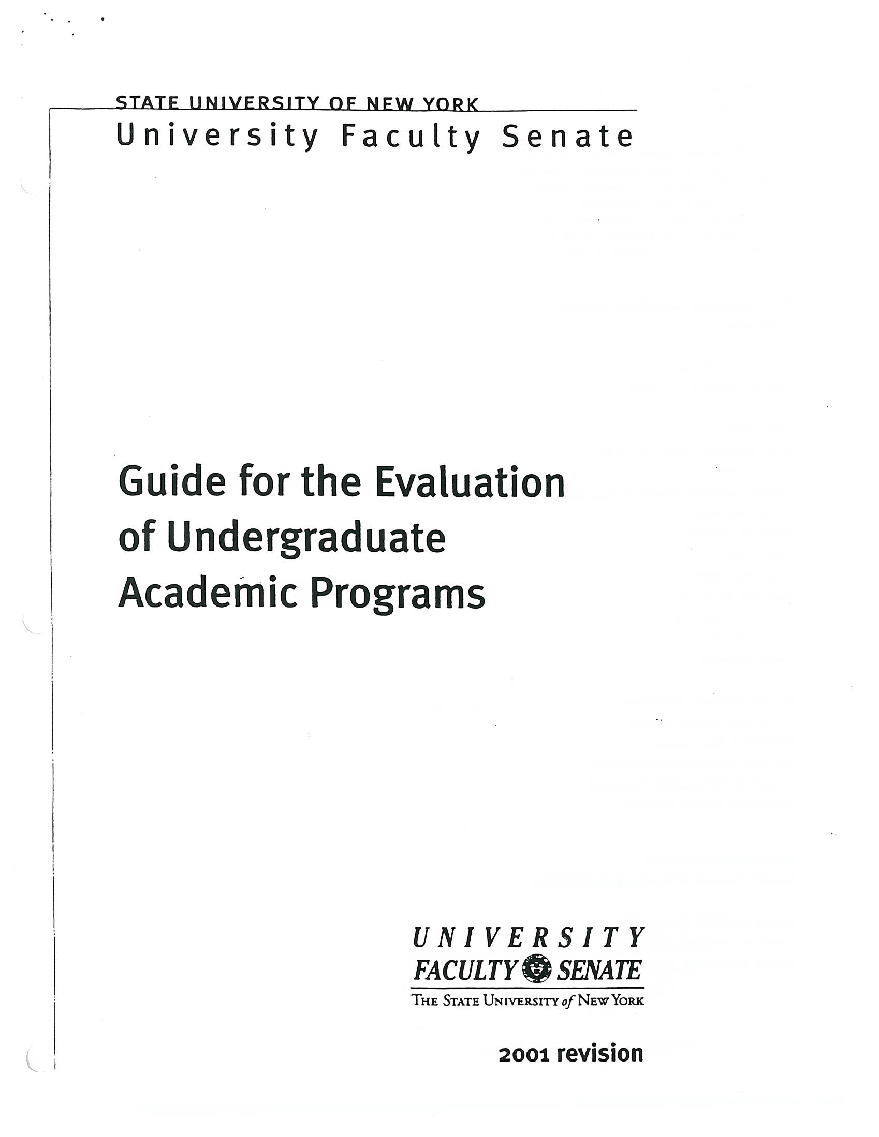 STATE UNIVERSITY OF NEW YORK
University Faculty Senate
Guide for the Evaluation
of Undergraduate
Academic Programs
UNIVERSITY
FACULTY SENATE
THE STATE UNIVERSITY of NEW YORK
2001 revision